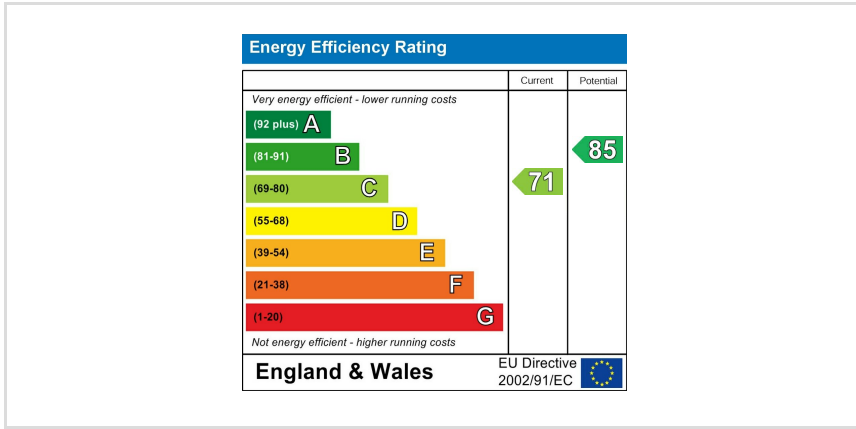 Energy Efficiency Rating
Current Potential
Very energy efficient - lower running costs
(92 plus) A
(81-91) B
85
(69-80) C
71
(55-68) D
(39-54) E
(21-38) F
(1-20) G
Not energy efficient - higher running costs
England & Wales
EU Directive
2002/91/EC